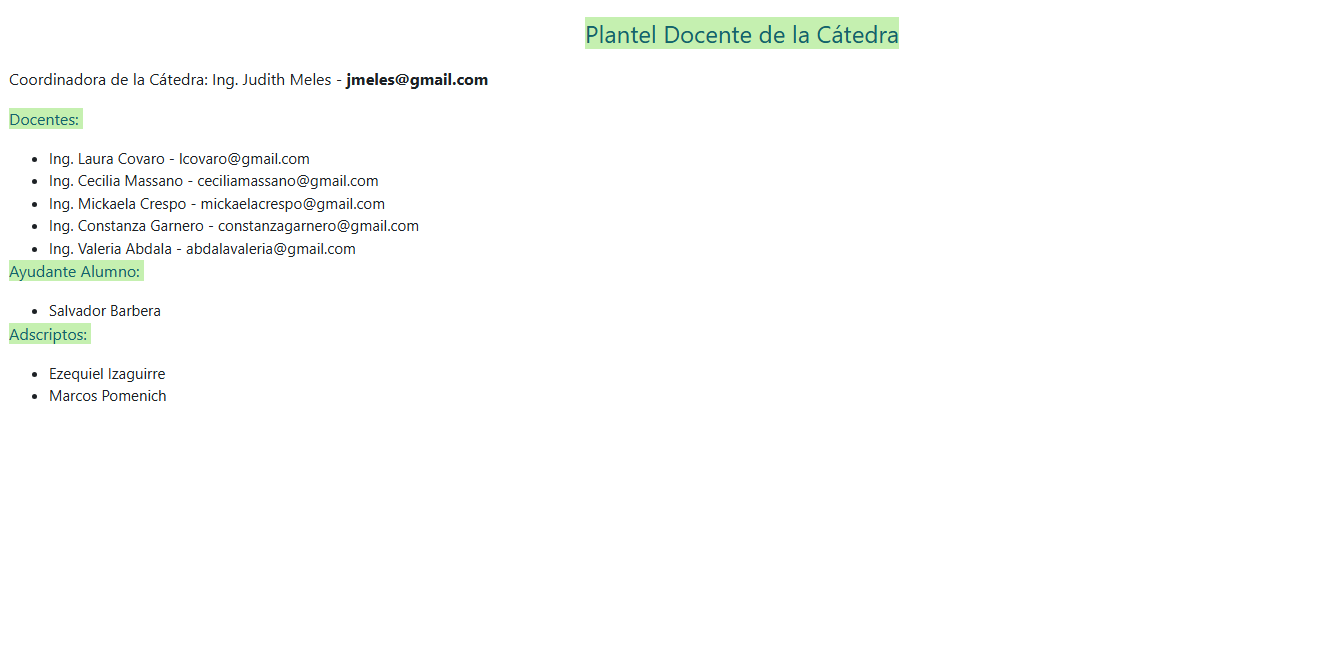 Plantel Docente de la Cátedra
Coordinadora de la Cátedra: Ing. Judith Meles - jmeles@gmail.com
Docentes:
• Ing. Laura Covaro - lcovaro@gmail.com
• Ing. Cecilia Massano - ceciliamassano@gmail.com
• Ing. Mickaela Crespo - mickaelacrespo@gmail.com
• Ing. Constanza Garnero - constanzagarnero@gmail.com
• Ing. Valeria Abdala - abdalavaleria@gmail.com
Ayudante Alumno:
• Salvador Barbera
Adscriptos:
• Ezequiel Izaguirre
• Marcos Pomenich